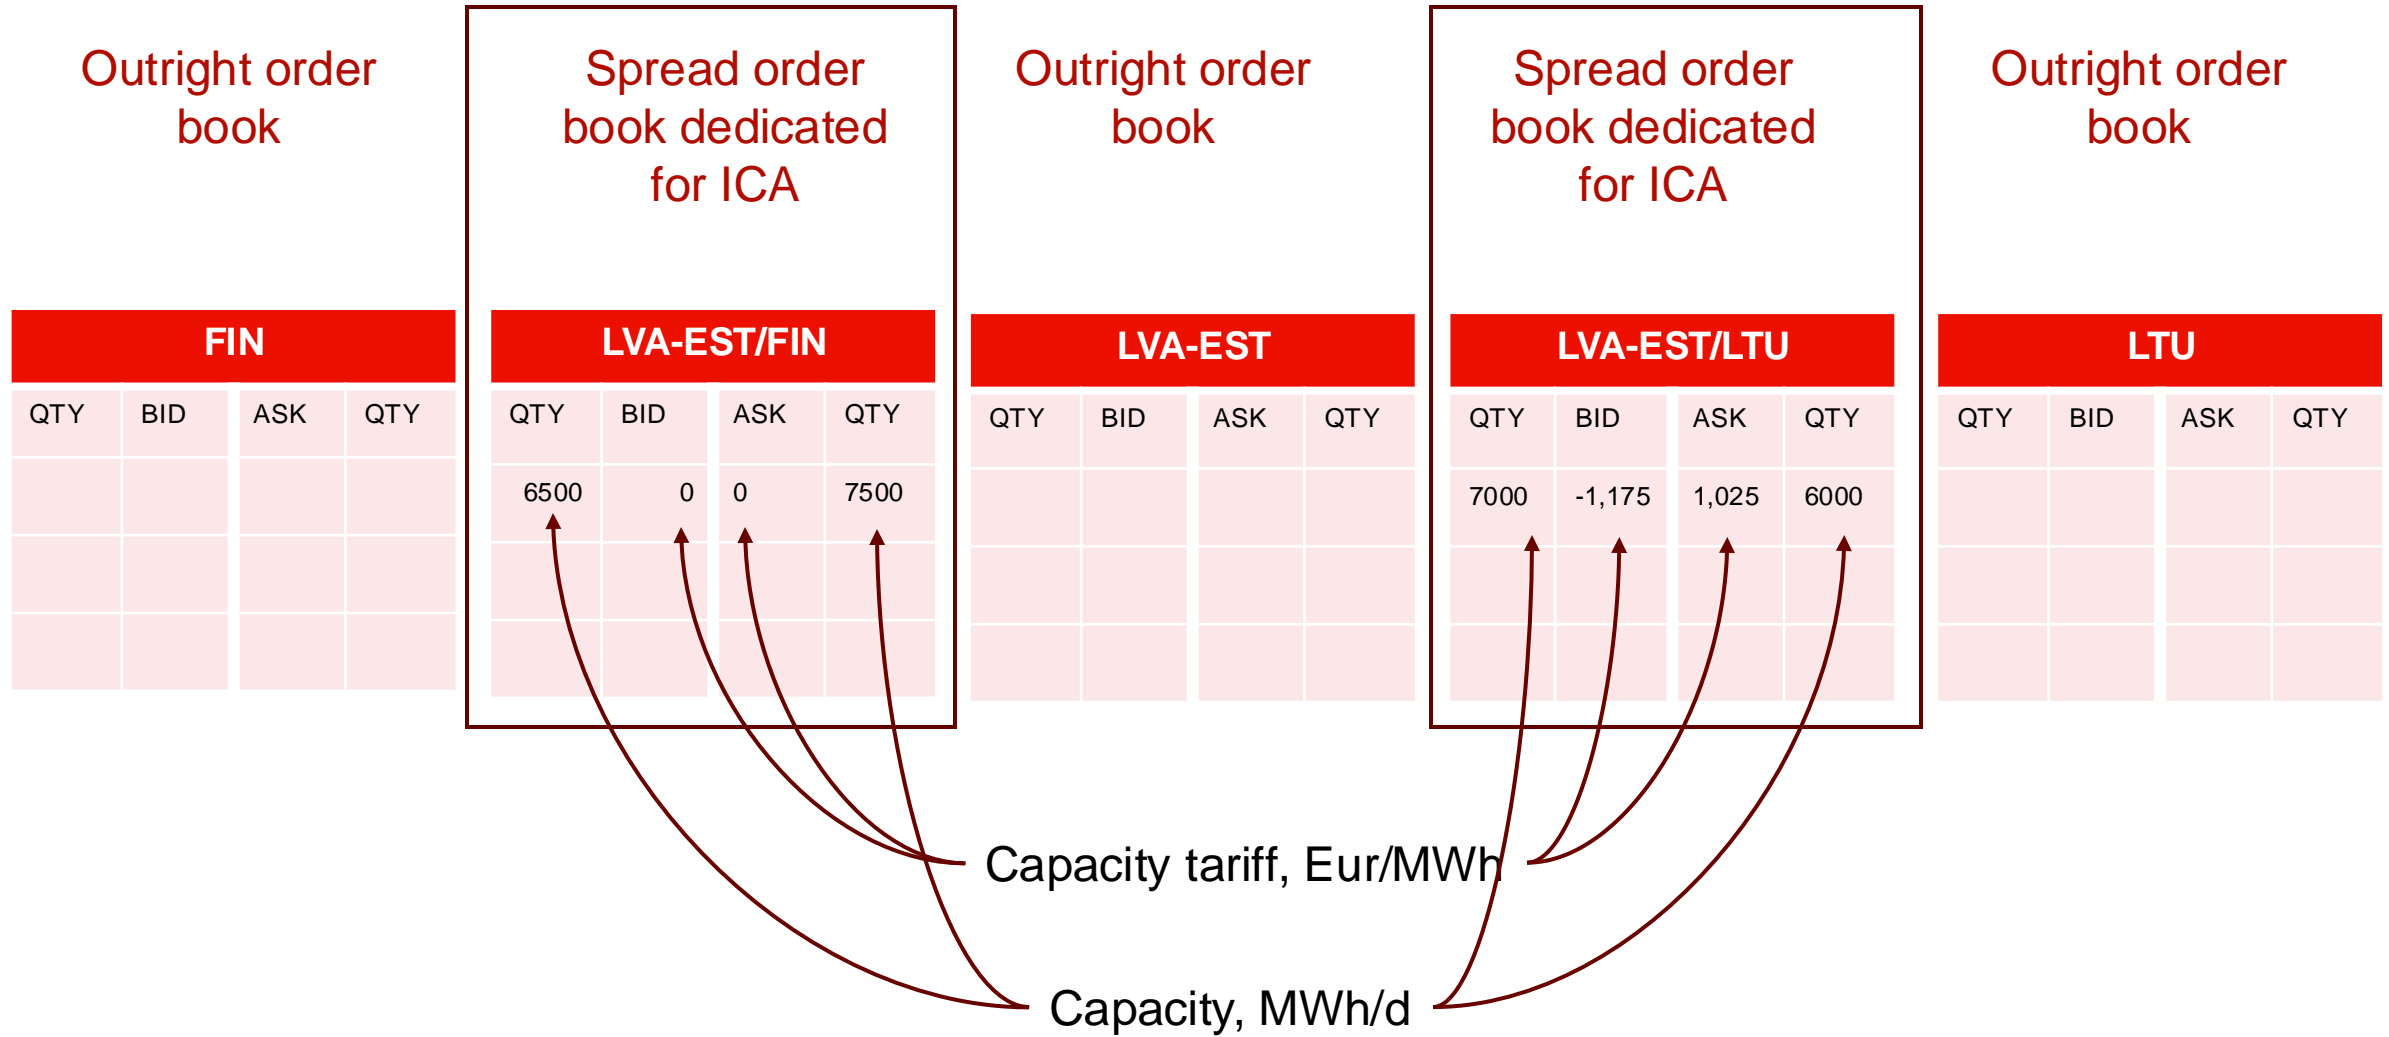 Outright order
book
Spread order
book dedicated
for ICA
Outright order
book
Spread order
book dedicated
for ICA
Outright order
book
FIN
QTY BID ASK QTY
LVA-EST/FIN
QTY BID ASK QTY
6500 0 0 7500
LVA-EST
QTY BID ASK QTY
LVA-EST/LTU
QTY BID ASK QTY
7000 -1,175 1,025 6000
LTU
QTY BID ASK QTY
Capacity tariff, Eur/MWh
Capacity, MWh/d